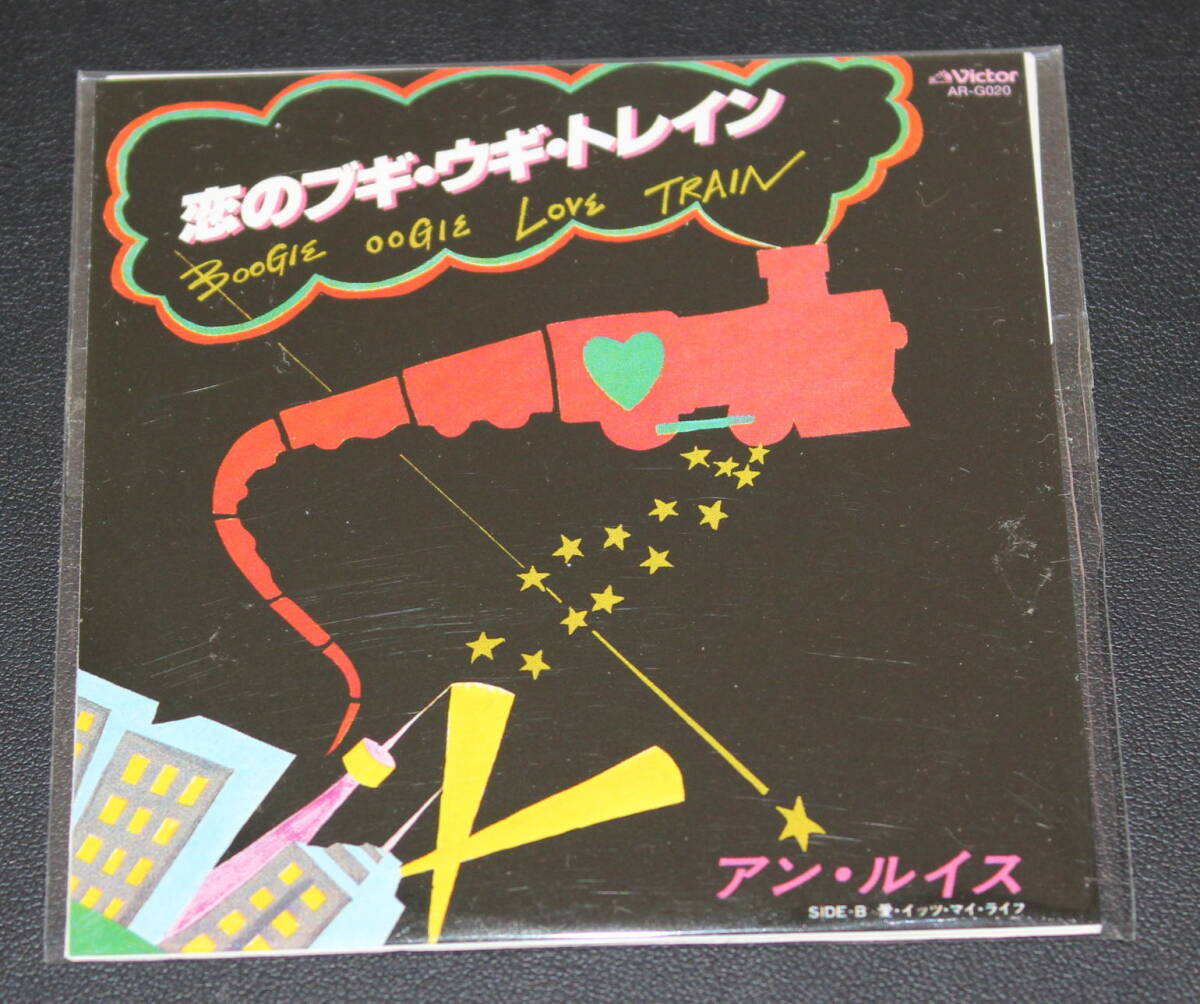 Victor
AR-G020
恋のブギ・ウギ・トレイン
BOOGIE OOGIE LOVE TRAIN
アン・ルイス
SIDE-B 愛・イッツ・マイ・ライフ